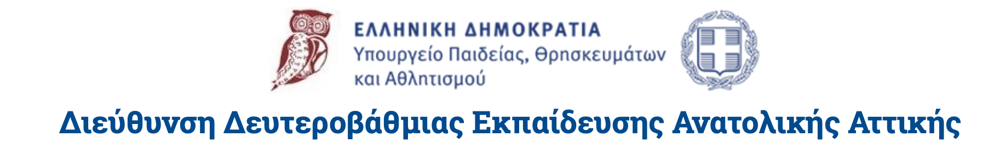 ΕΛΛΗΝΙΚΗ ΔΗΜΟΚΡΑΤΙΑ
Υπουργείο Παιδείας, Θρησκευμάτων
και Αθλητισμού
Διεύθυνση Δευτεροβάθμιας Εκπαίδευσης Ανατολικής Αττικής